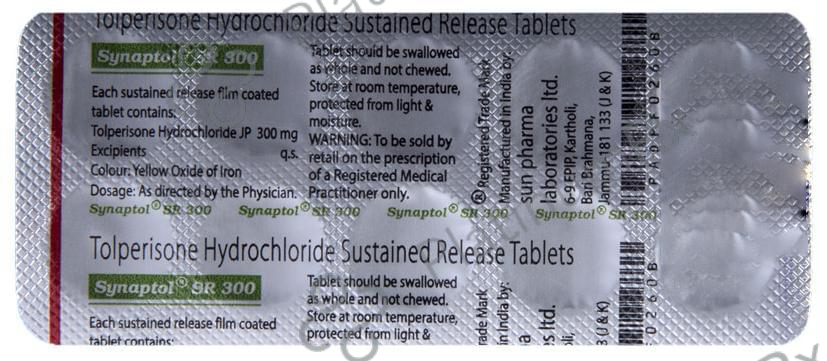 Tolperisone Hydrochloride Sustained Release Tablets
Synaptol® SR 300
Each sustained release film coated
tablet contains:
Tolperisone Hydrochloride JP 300 mg
Excipients q.s.
Colour: Yellow Oxide of Iron
Dosage: As directed by the Physician.
Tablet should be swallowed
as whole and not chewed.
Store at room temperature,
protected from light &
moisture.
WARNING: To be sold by
retail on the prescription
of a Registered Medical
Practitioner only.
® Registered Trade Mark
Manufactured in India by:
sun pharma
laboratories ltd.
6-9 EPIP, Kartholi,
Bari Brahmana,
Jammu-181 133 (J & K)
PADPF0260B
Synaptol® SR 300 Synaptol® SR 300 Synaptol® SR 300 Synaptol® SR 300
Tolperisone Hydrochloride Sustained Release Tablets
Synaptol® SR 300
Each sustained release film coated
tablet contains:
Tablet should be swallowed
as whole and not chewed.
Store at room temperature,
protected from light &
rade Mark
in India by:
a
es ltd.
oli,
3 (J & K)
F0260B